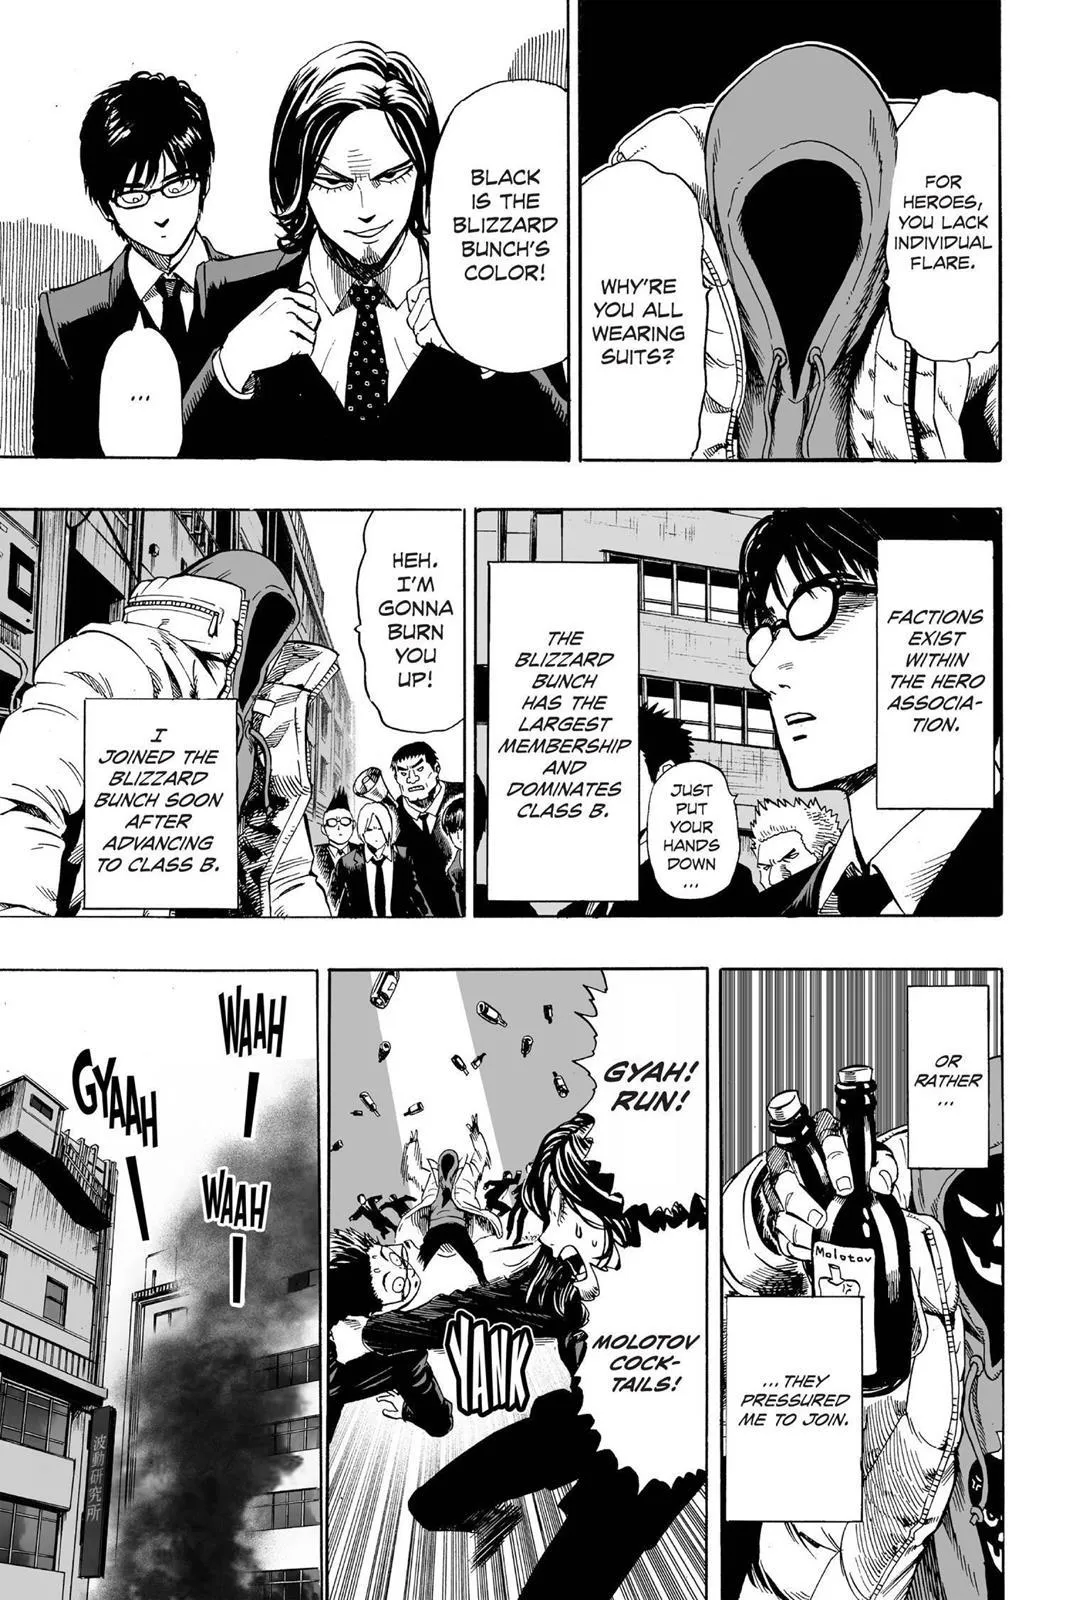 FOR
HEROES,
YOU LACK
INDIVIDUAL
FLARE.
WHY'RE
YOU ALL
WEARING
SUITS?
BLACK
IS THE
BLIZZARD
BUNCH'S
COLOR!
...
FACTIONS
EXIST
WITHIN
THE HERO
ASSOCIA-
TION.
JUST
PUT
YOUR
HANDS
DOWN
...
THE
BLIZZARD
BUNCH
HAS THE
LARGEST
MEMBERSHIP
AND
DOMINATES
CLASS B.
HEH.
I'M
GONNA
BURN
YOU
UP!
I
JOINED THE
BLIZZARD
BUNCH SOON
AFTER
ADVANCING
TO CLASS B.
OR
RATHER
...
Molotov
...THEY
PRESSURED
ME TO JOIN.
GYAH!
RUN!
MOLOTOV
COCK-
TAILS!
YANK
WAAH
GYAAH
WAAH
波動研究所